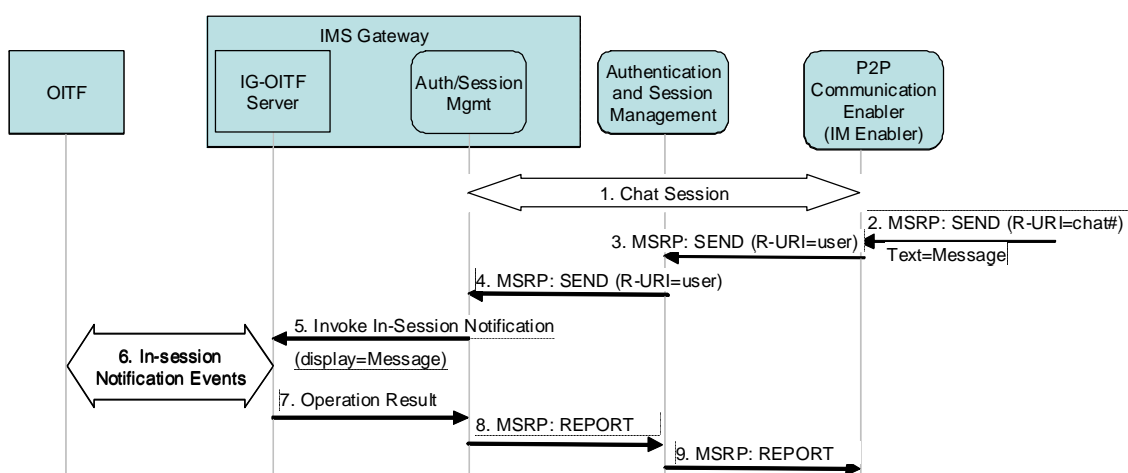 IMS Gateway
OITF
IG-OITF
Server
Auth/Session
Mgmt
Authentication
and Session
Management
P2P
Communication
Enabler
(IM Enabler)
1. Chat Session
2. MSRP: SEND (R-URI=chat#)
Text=Message
3. MSRP: SEND (R-URI=user)
4. MSRP: SEND (R-URI=user)
5. Invoke In-Session Notification
(display=Message)
6. In-session
Notification Events
7. Operation Result
8. MSRP: REPORT
9. MSRP: REPORT